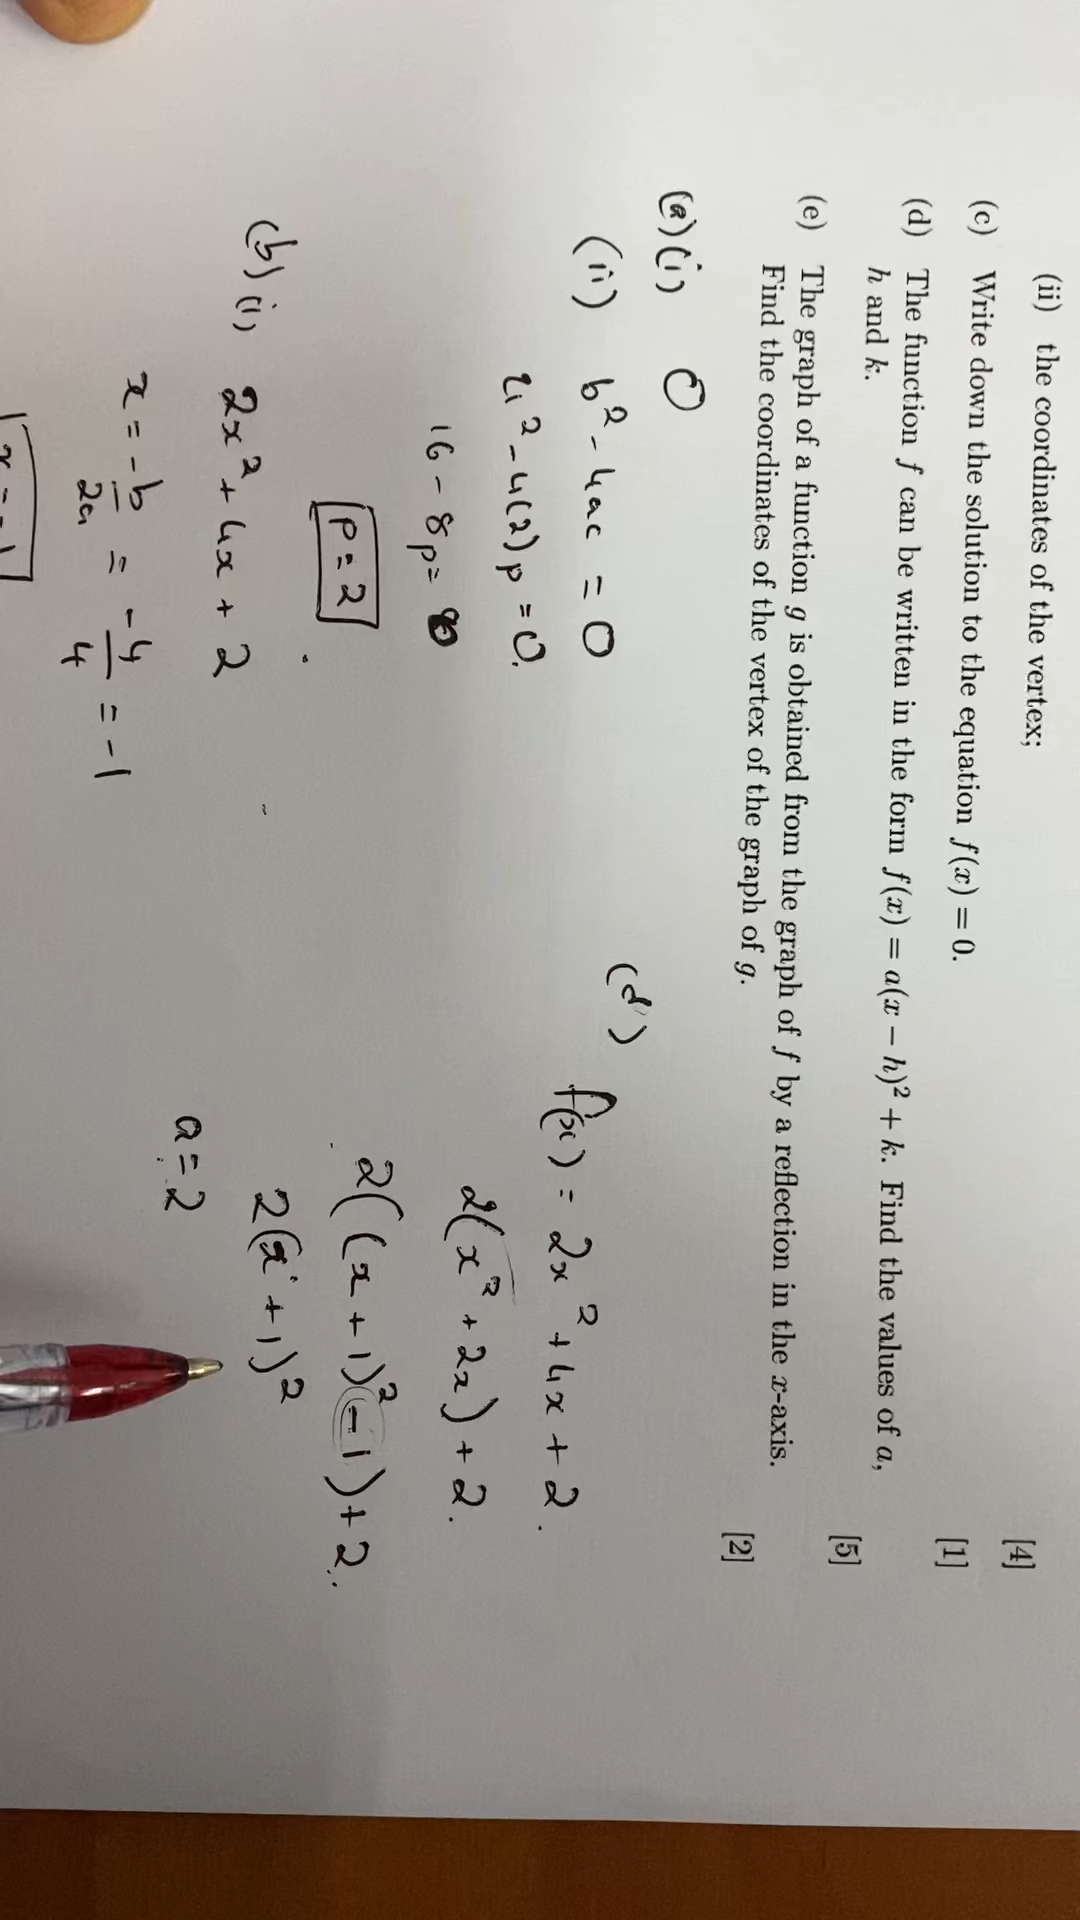 (ii) the coordinates of the vertex;
[4]
(c) Write down the solution to the equation f(x) = 0.
[1]
(d) The function f can be written in the form f(x) = a(x − h)² + k. Find the values of a,
h and k.
[5]
(e) The graph of a function g is obtained from the graph of f by a reflection in the x-axis.
Find the coordinates of the vertex of the graph of g.
[2]
(a) (i) 0
(ii) b² - 4ac = 0
4² - 4(2)p = 0.
16 - 8p = 0
p = 2
(b) (i) 2x² + 4x + 2
x = -b/2a = -4/4 = -1
(d) f(x) = 2x² + 4x + 2.
2(x² + 2x) + 2.
2((x + 1)² - 1) + 2.
2(x + 1)²
a = 2